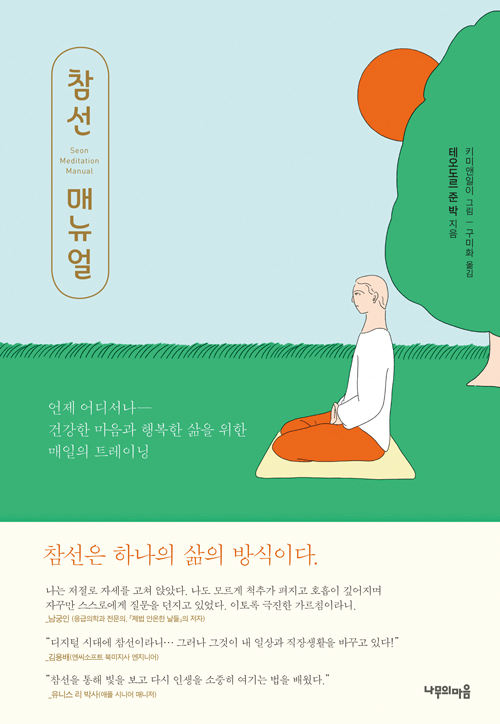 참선
Seon
Meditation
Manual
매뉴얼
키미앤일이 그림 — 구미화 옮김
테오도르 준 박 지음
언제 어디서나—
건강한 마음과 행복한 삶을 위한
매일의 트레이닝
참선은 하나의 삶의 방식이다.
나는 저절로 자세를 고쳐 앉았다. 나도 모르게 척추가 펴지고 호흡이 깊어지며
자꾸만 스스로에게 질문을 던지고 있었다. 이토록 극진한 가르침이라니.
_남궁인 (응급의학과 전문의, 『제법 안온한 날들』의 저자)
“디지털 시대에 참선이라니… 그러나 그것이 내 일상과 직장생활을 바꾸고 있다!”
_김용배(엔씨소프트 북미지사 엔지니어)
“참선을 통해 빛을 보고 다시 인생을 소중히 여기는 법을 배웠다.”
_유니스 리 박사(애플 시니어 매니저)
나무의마음